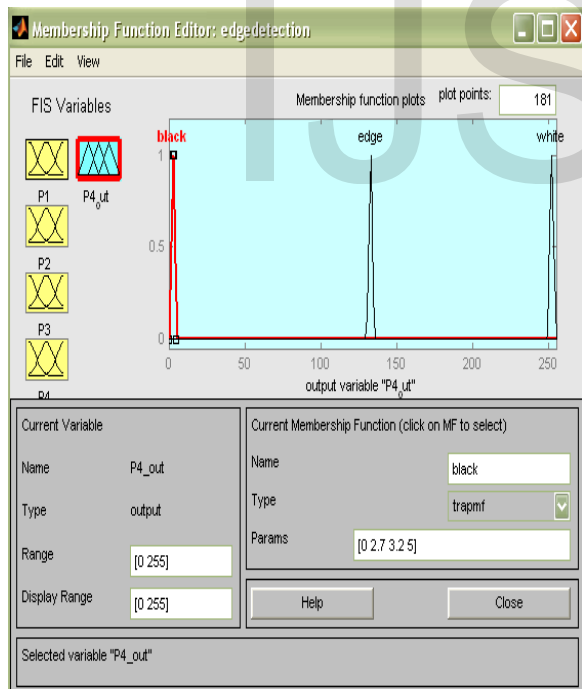 Membership Function Editor: edgedetection
File Edit View
FIS Variables
Membership function plots
plot points:
181
P1
P4_out
P2
P3
P4
black
edge
white
1
0.5
0
0 50 100 150 200 250
output variable "P4_out"
Current Variable
Name P4_out
Type output
Range [0 255]
Display Range [0 255]
Current Membership Function (click on MF to select)
Name black
Type trapmf
Params [0 2.7 3.2 5]
Help
Close
Selected variable "P4_out"
IJS